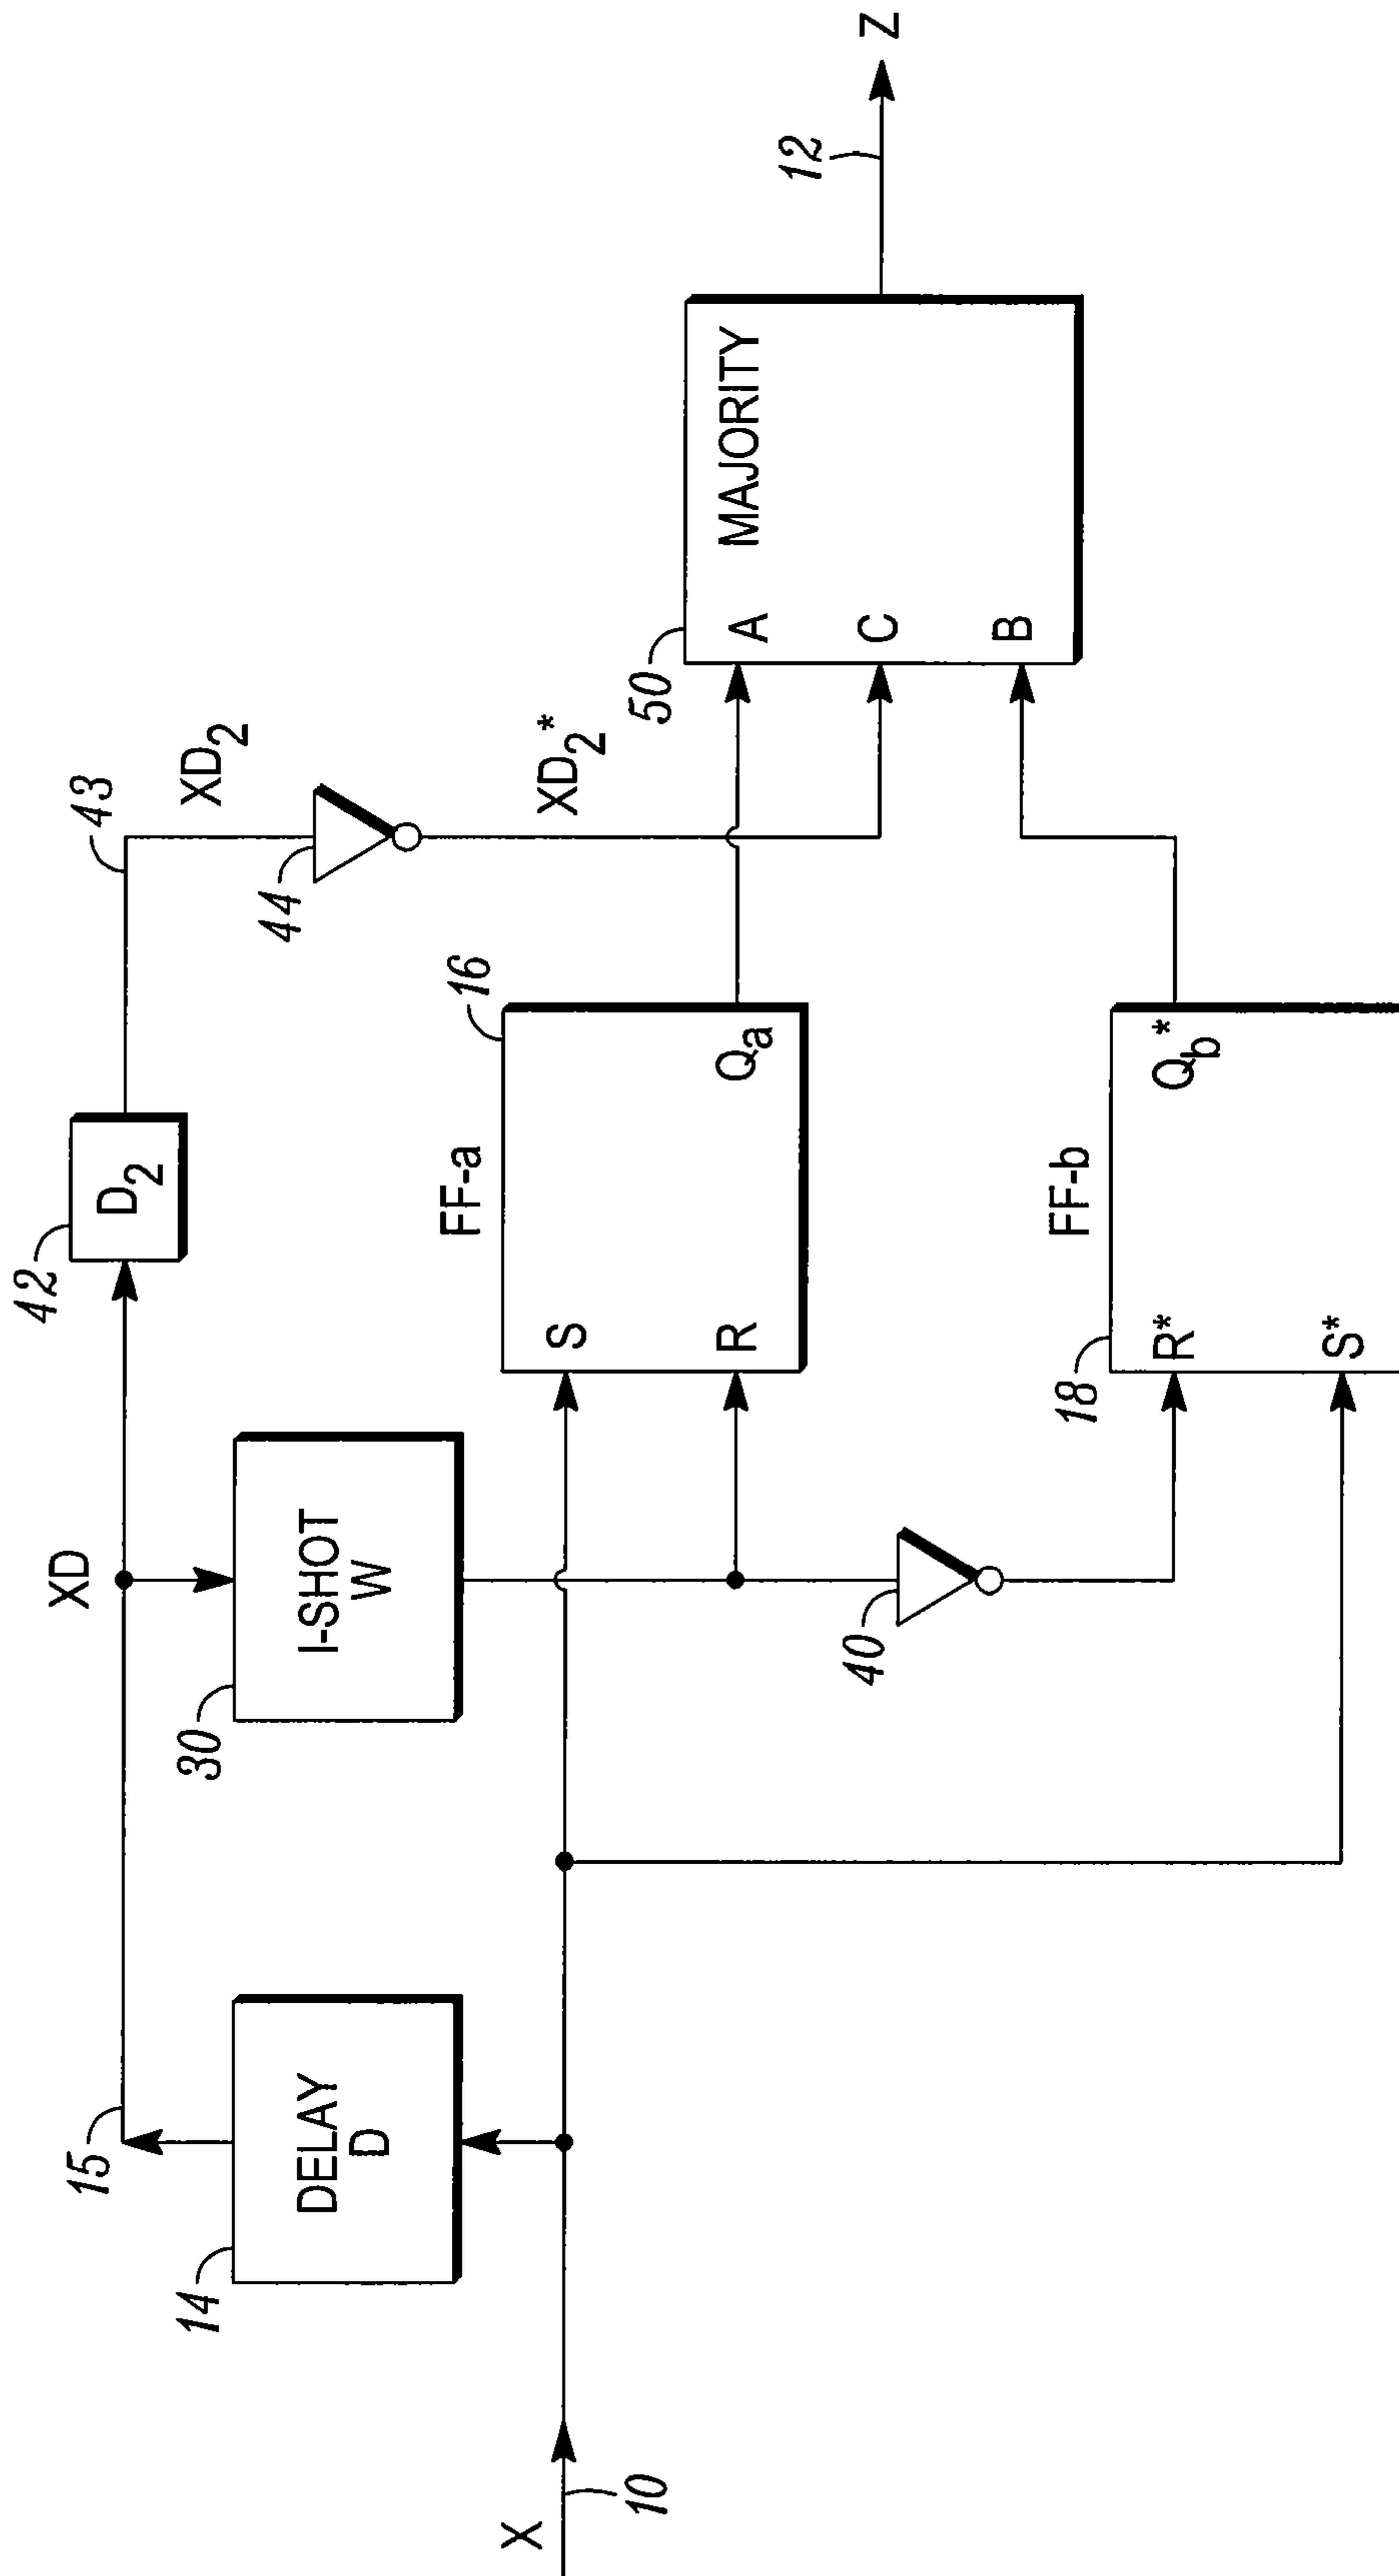 X
10
14
DELAY
D
15
XD
30
I-SHOT
W
42
D2
43
XD2
44
XD2*
FF-a
16
S
R
Qa
40
FF-b
18
R*
S*
Qb*
50
MAJORITY
A
C
B
12
Z